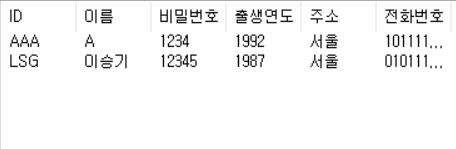 ID 이름 비밀번호 출생연도 주소 전화번호
AAA A 1234 1992 서울 101111...
LSG 이승기 12345 1987 서울 010111...